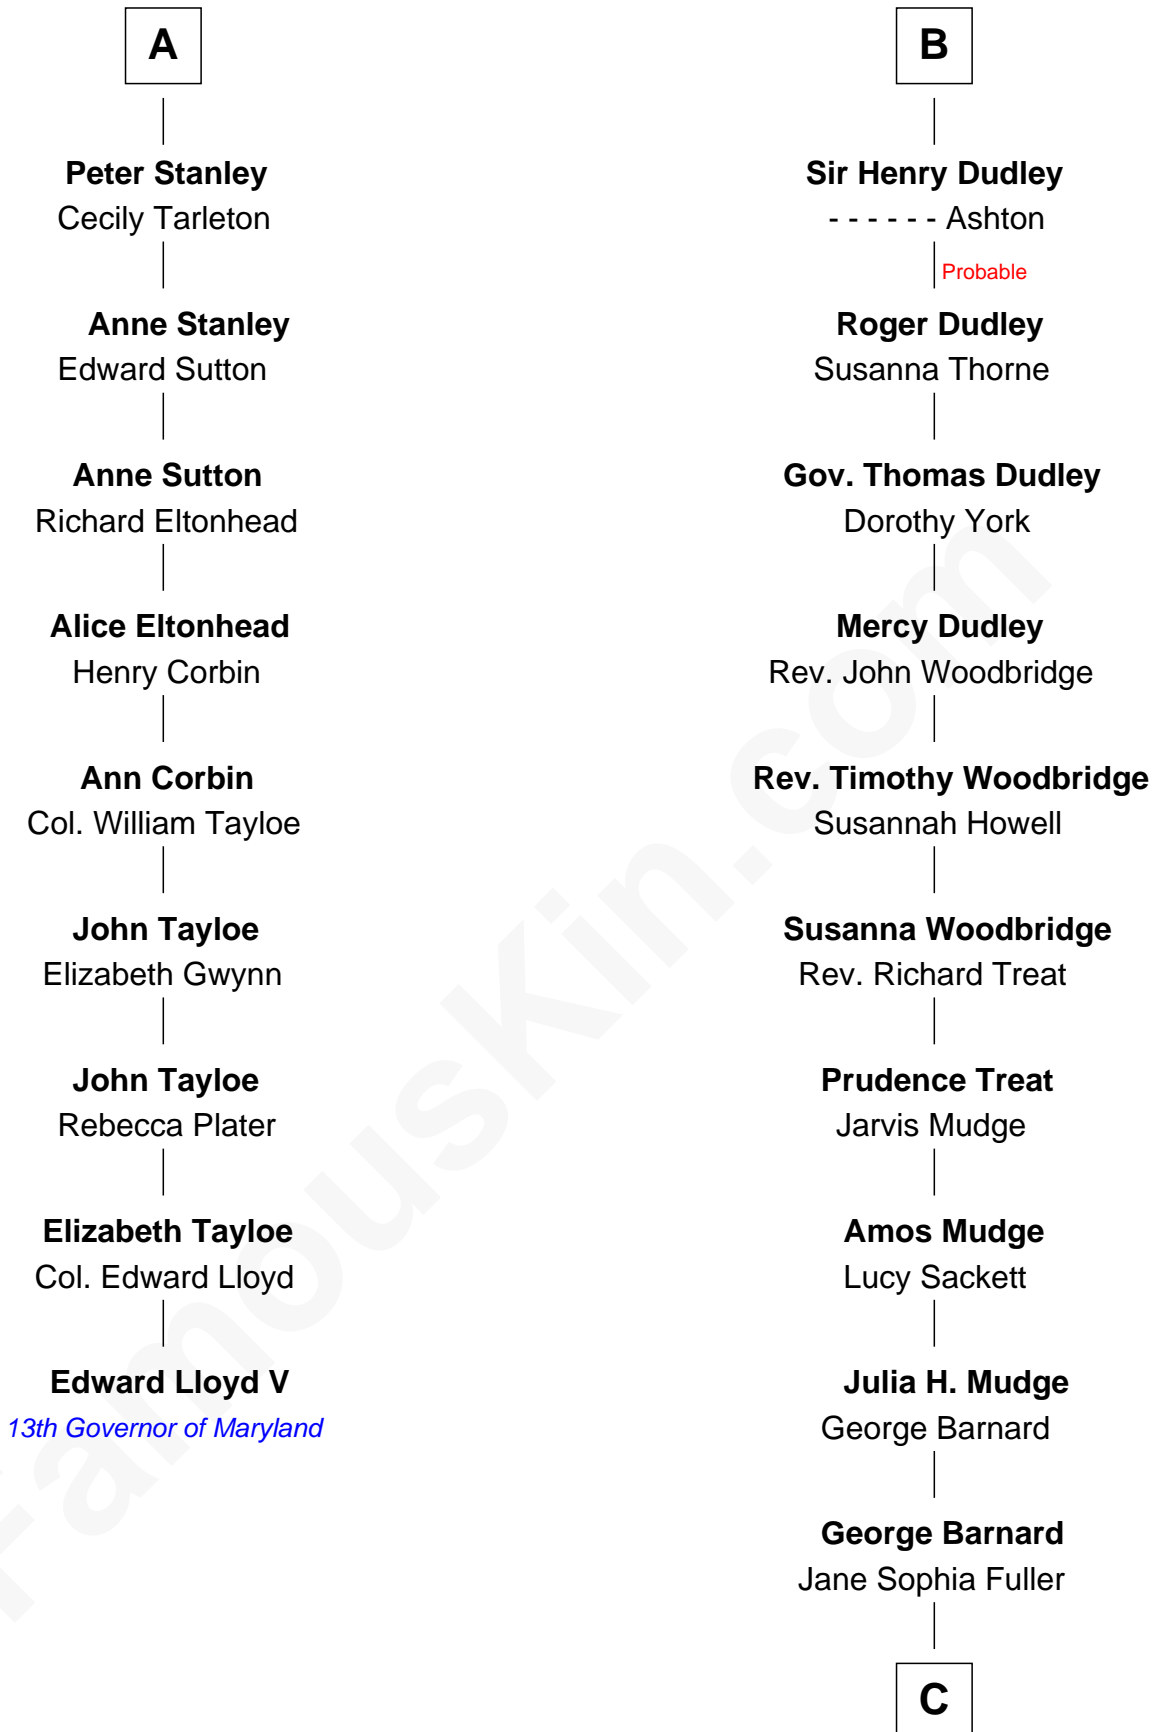 A
Peter Stanley
Cecily Tarleton
Anne Stanley
Edward Sutton
Anne Sutton
Richard Eltonhead
Alice Eltonhead
Henry Corbin
Ann Corbin
Col. William Tayloe
John Tayloe
Elizabeth Gwynn
John Tayloe
Rebecca Plater
Elizabeth Tayloe
Col. Edward Lloyd
Edward Lloyd V
13th Governor of Maryland
B
Sir Henry Dudley
- - - - - - Ashton
Probable
Roger Dudley
Susanna Thorne
Gov. Thomas Dudley
Dorothy York
Mercy Dudley
Rev. John Woodbridge
Rev. Timothy Woodbridge
Susannah Howell
Susanna Woodbridge
Rev. Richard Treat
Prudence Treat
Jarvis Mudge
Amos Mudge
Lucy Sackett
Julia H. Mudge
George Barnard
George Barnard
Jane Sophia Fuller
C
FamousKin.com